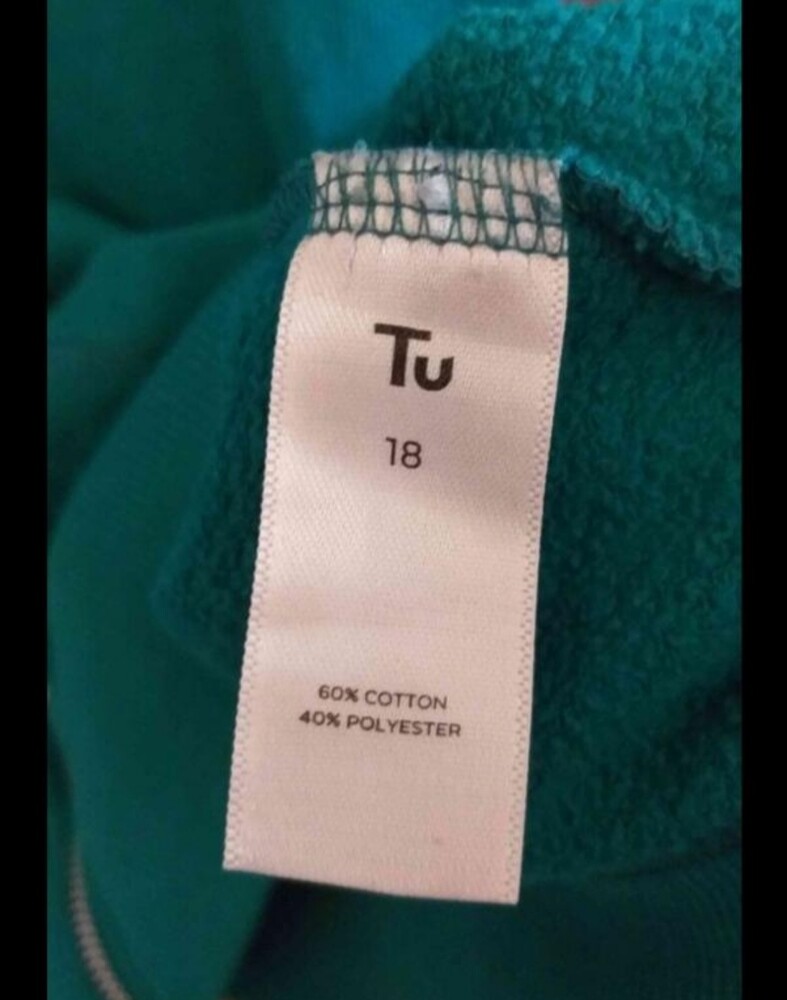 Tu
18
60% COTTON
40% POLYESTER